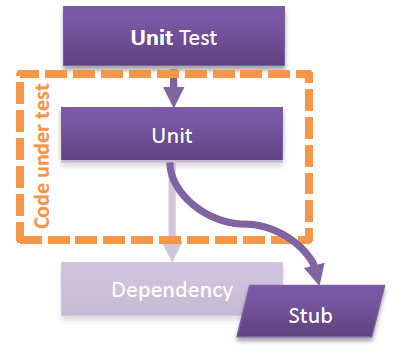 Unit Test
Code under test
Unit
Dependency
Stub